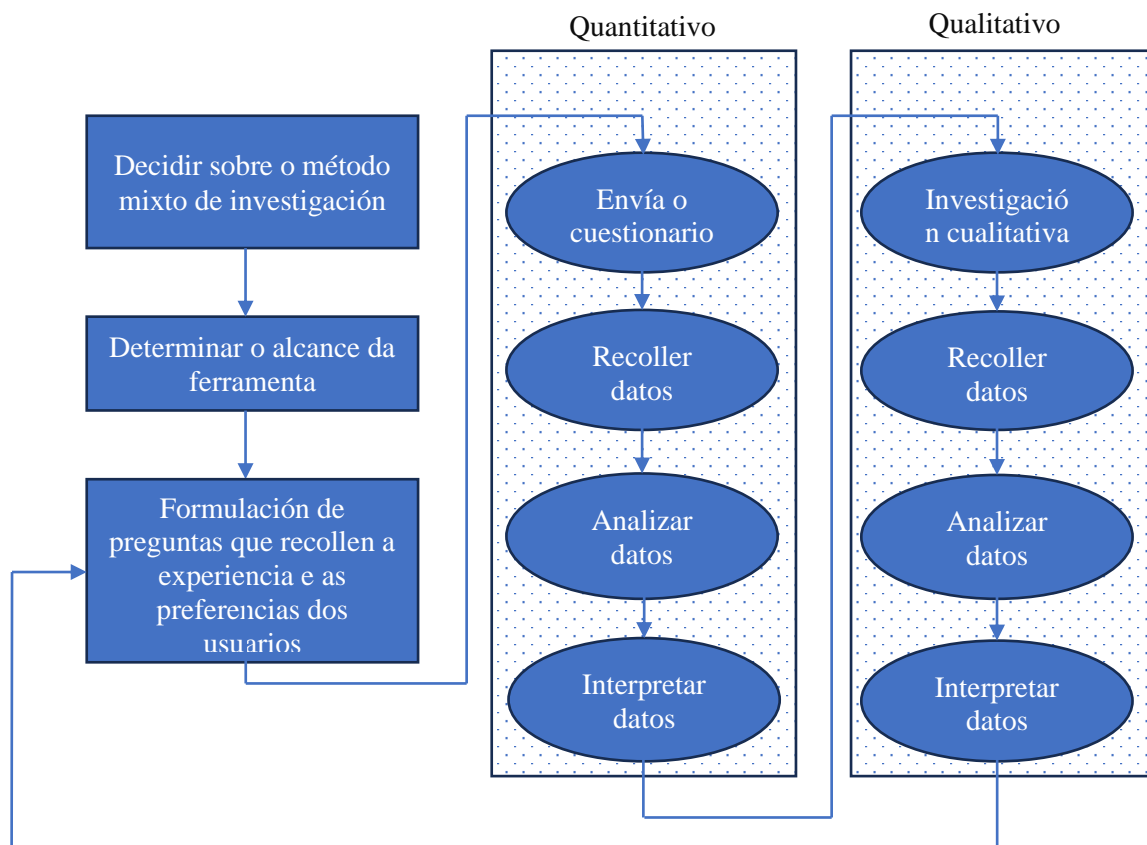 Quantitativo
Qualitativo
Decidir sobre o método
mixto de investigación
Determinar o alcance da
ferramenta
Formulación de
preguntas que recollen a
experiencia e as
preferencias dos
usuarios
Envía o
cuestionario
Recoller
datos
Analizar
datos
Interpretar
datos
Investigació
n cualitativa
Recoller
datos
Analizar
datos
Interpretar
datos